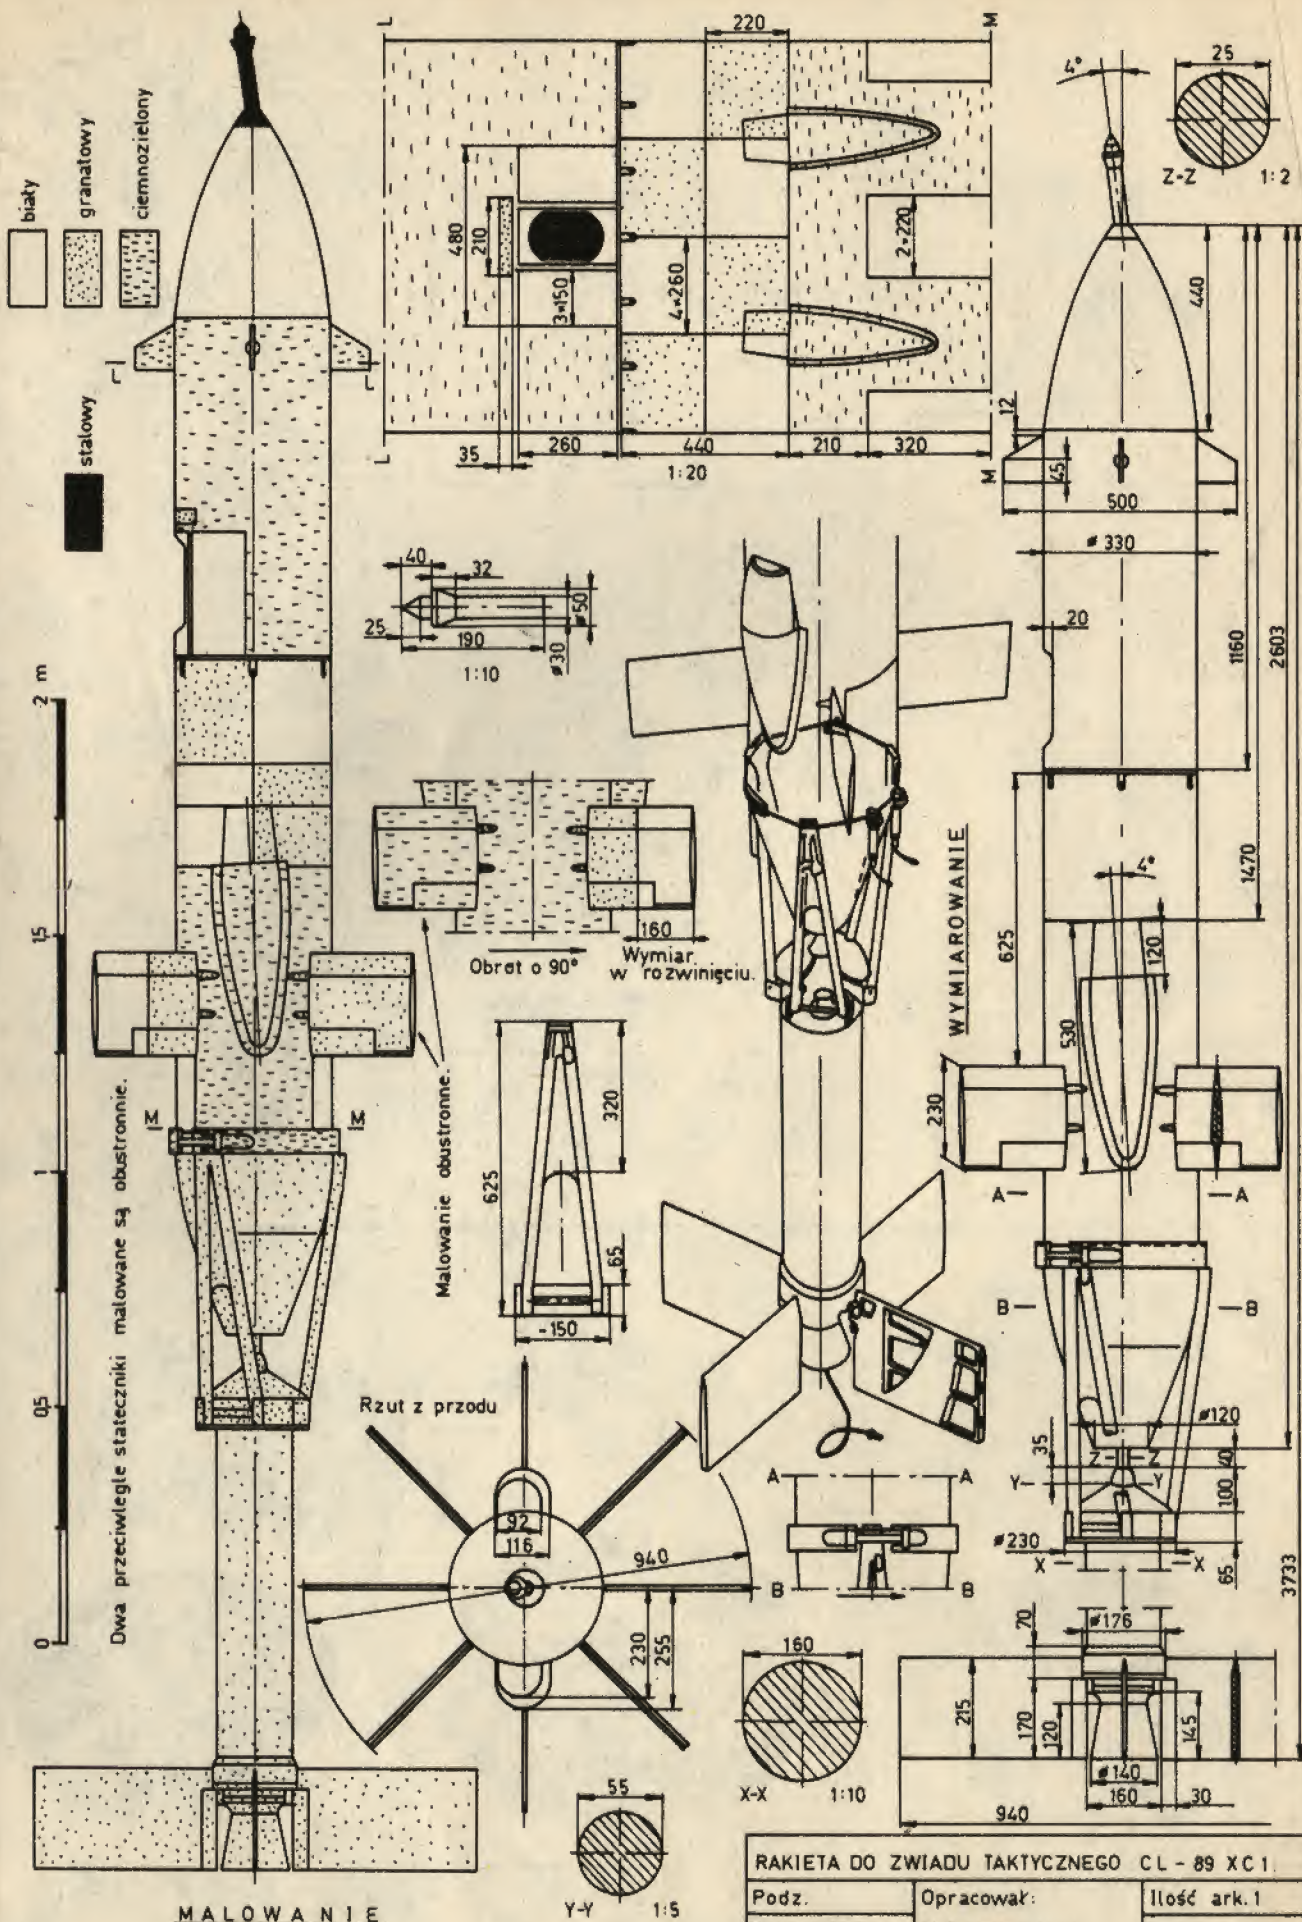 L
M
220
4°
25
Z-Z 1:2
biały
granatowy
ciemnozielony
stalowy
480
210
3×150
4×260
2×220
35
260
440
210
320
L
1:20
M
440
12
45
500
ø 330
20
1160
2603
1470
3733
40
32
25
190
ø50
ø30
1:10
2 m
1,5
1
0,5
0
160
Obrót o 90°
Wymiar
w rozwinięciu.
Malowanie obustronne.
Dwa przeciwległe stateczniki malowane są obustronnie.
M
M
320
625
65
~150
WYMIAROWANIE
625
4°
120
530
230
A
A
B
B
ø120
35
Z
Z
40
Y
Y
100
ø230
X
X
65
Rzut z przodu
92
116
940
230
255
A
A
B
B
70
ø176
215
170
120
145
ø140
160
30
940
160
X-X 1:10
55
Y-Y 1:5
MALOWANIE
RAKIETA DO ZWIADU TAKTYCZNEGO CL-89 XC1.
Podz.
Opracował:
Ilość ark. 1